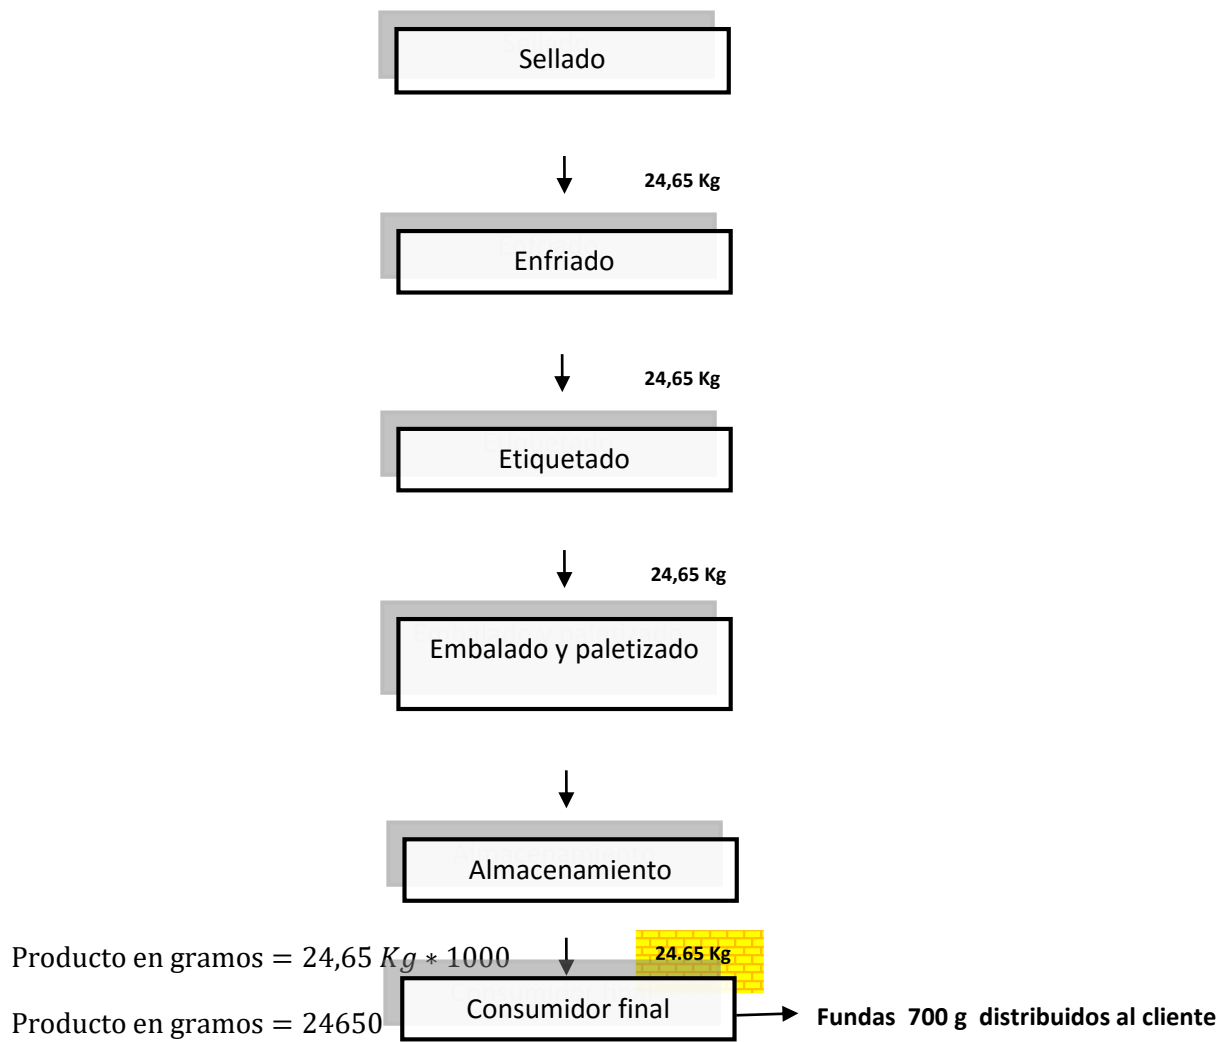 Sellado
24,65 Kg
Enfriado
24,65 Kg
Etiquetado
24,65 Kg
Embalado y paletizado
Almacenamiento
Producto en gramos = 24,65 Kg ∗ 1000
24.65 Kg
Producto en gramos = 24650
Consumidor final
Fundas 700 g distribuidos al cliente